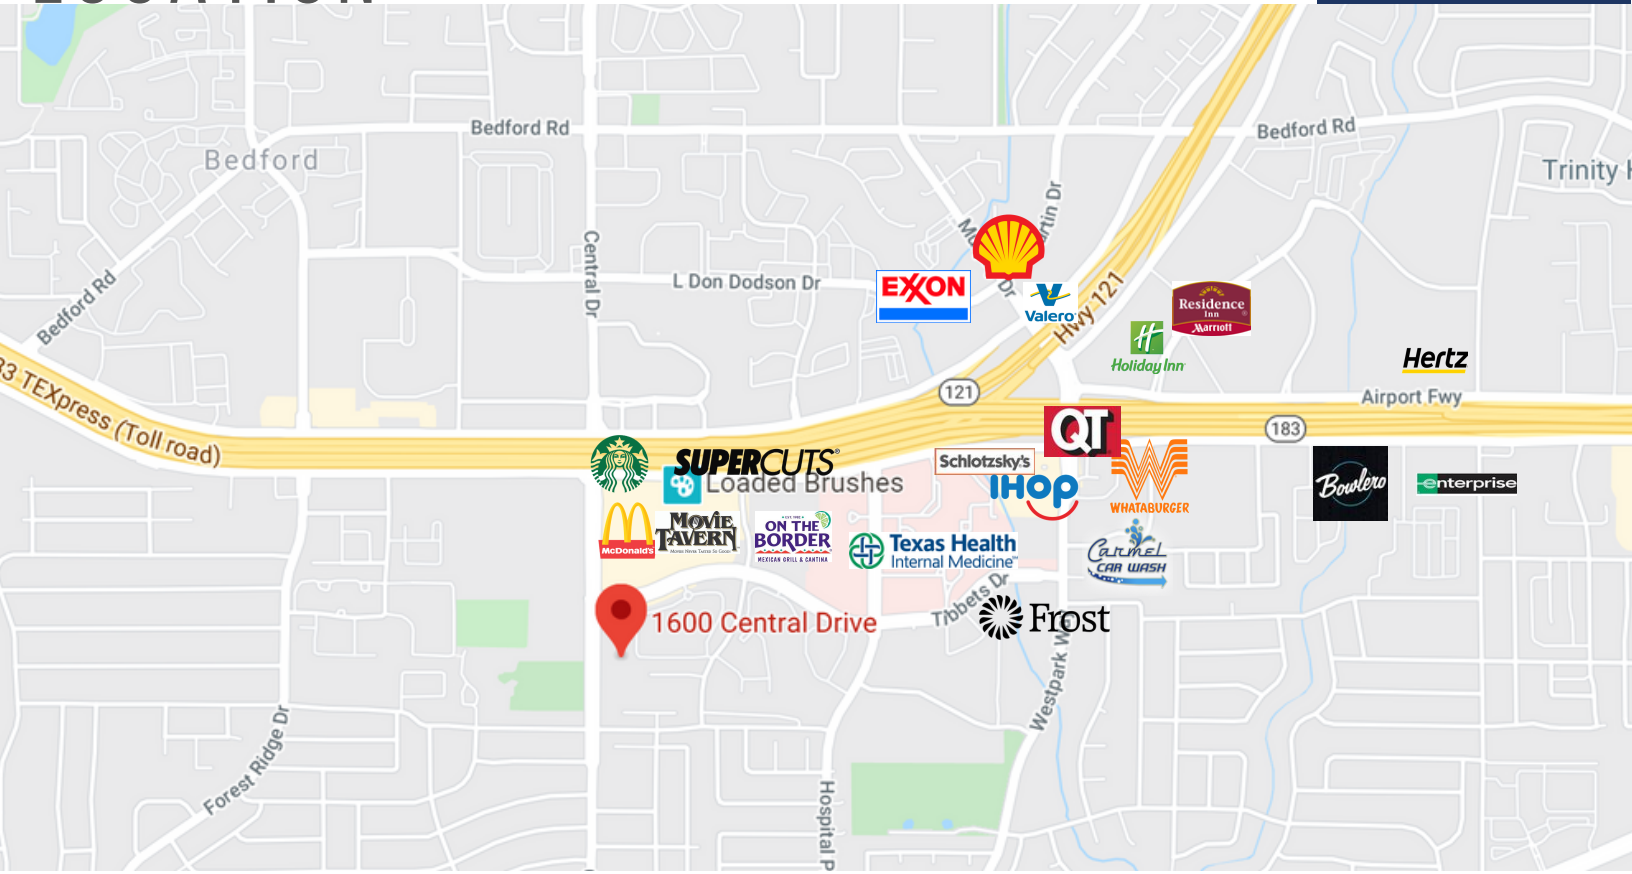 LOCATION
Bedford Rd
Bedford Rd
Bedford
Trinity
Central Dr
Bedford Rd
L Don Dodson Dr
EXXON
Valero
Dr
Hwy 121
Residence
Inn
Marriott
H
Holiday Inn
Hertz
121
Airport Fwy
183
TEXpress (Toll road)
QT
SUPERCUTS
Loaded Brushes
Schlotzsky's
IHOP
WHATABURGER
Bowlero
enterprise
McDonald's
MOVIE
TAVERN
ON THE
BORDER
MEXICAN GRILL & CANTINA
Texas Health
Internal Medicine
Carmel
CAR WASH
Tibbets Dr
1600 Central Drive
Frost
Westpark W
Forest Ridge Dr
Hospital P